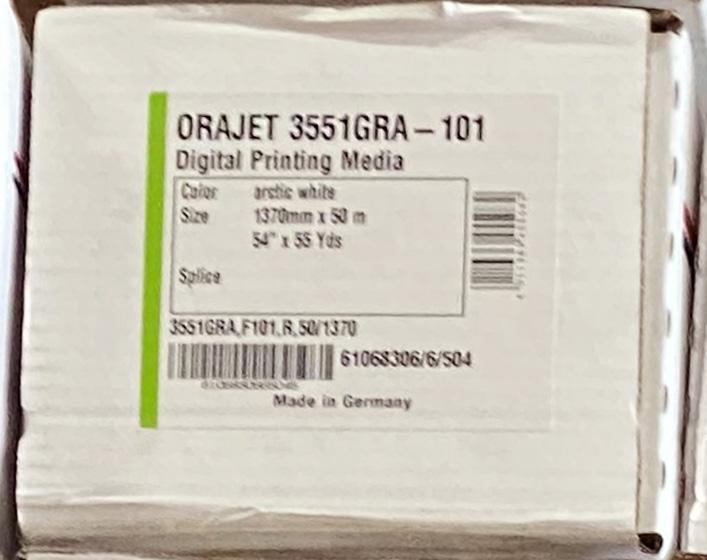 ORAJET 3551GRA – 101
Digital Printing Media
Color arctic white
Size 1370mm x 50 m
54" x 55 Yds
Splice
3551GRA,F101,R,50/1370
61068306/6/504
Made in Germany